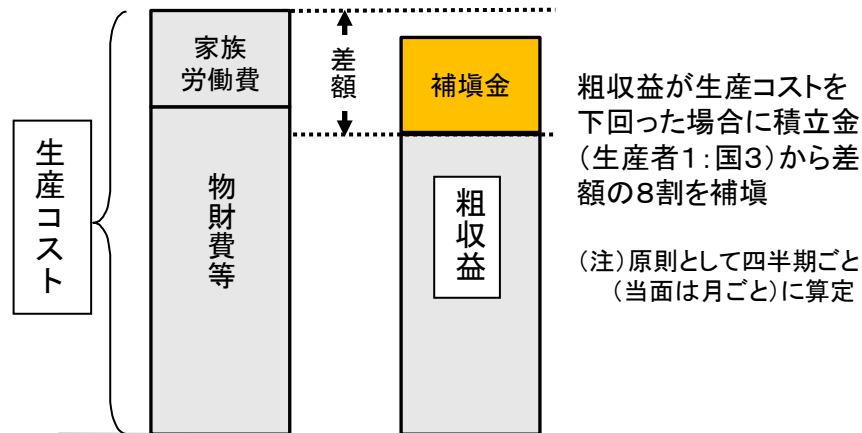 生産コスト
家族
労働費
物財費等
差額
補塡金
粗収益
粗収益が生産コストを
下回った場合に積立金
（生産者1：国3）から差
額の8割を補塡
（注）原則として四半期ごと
（当面は月ごと）に算定